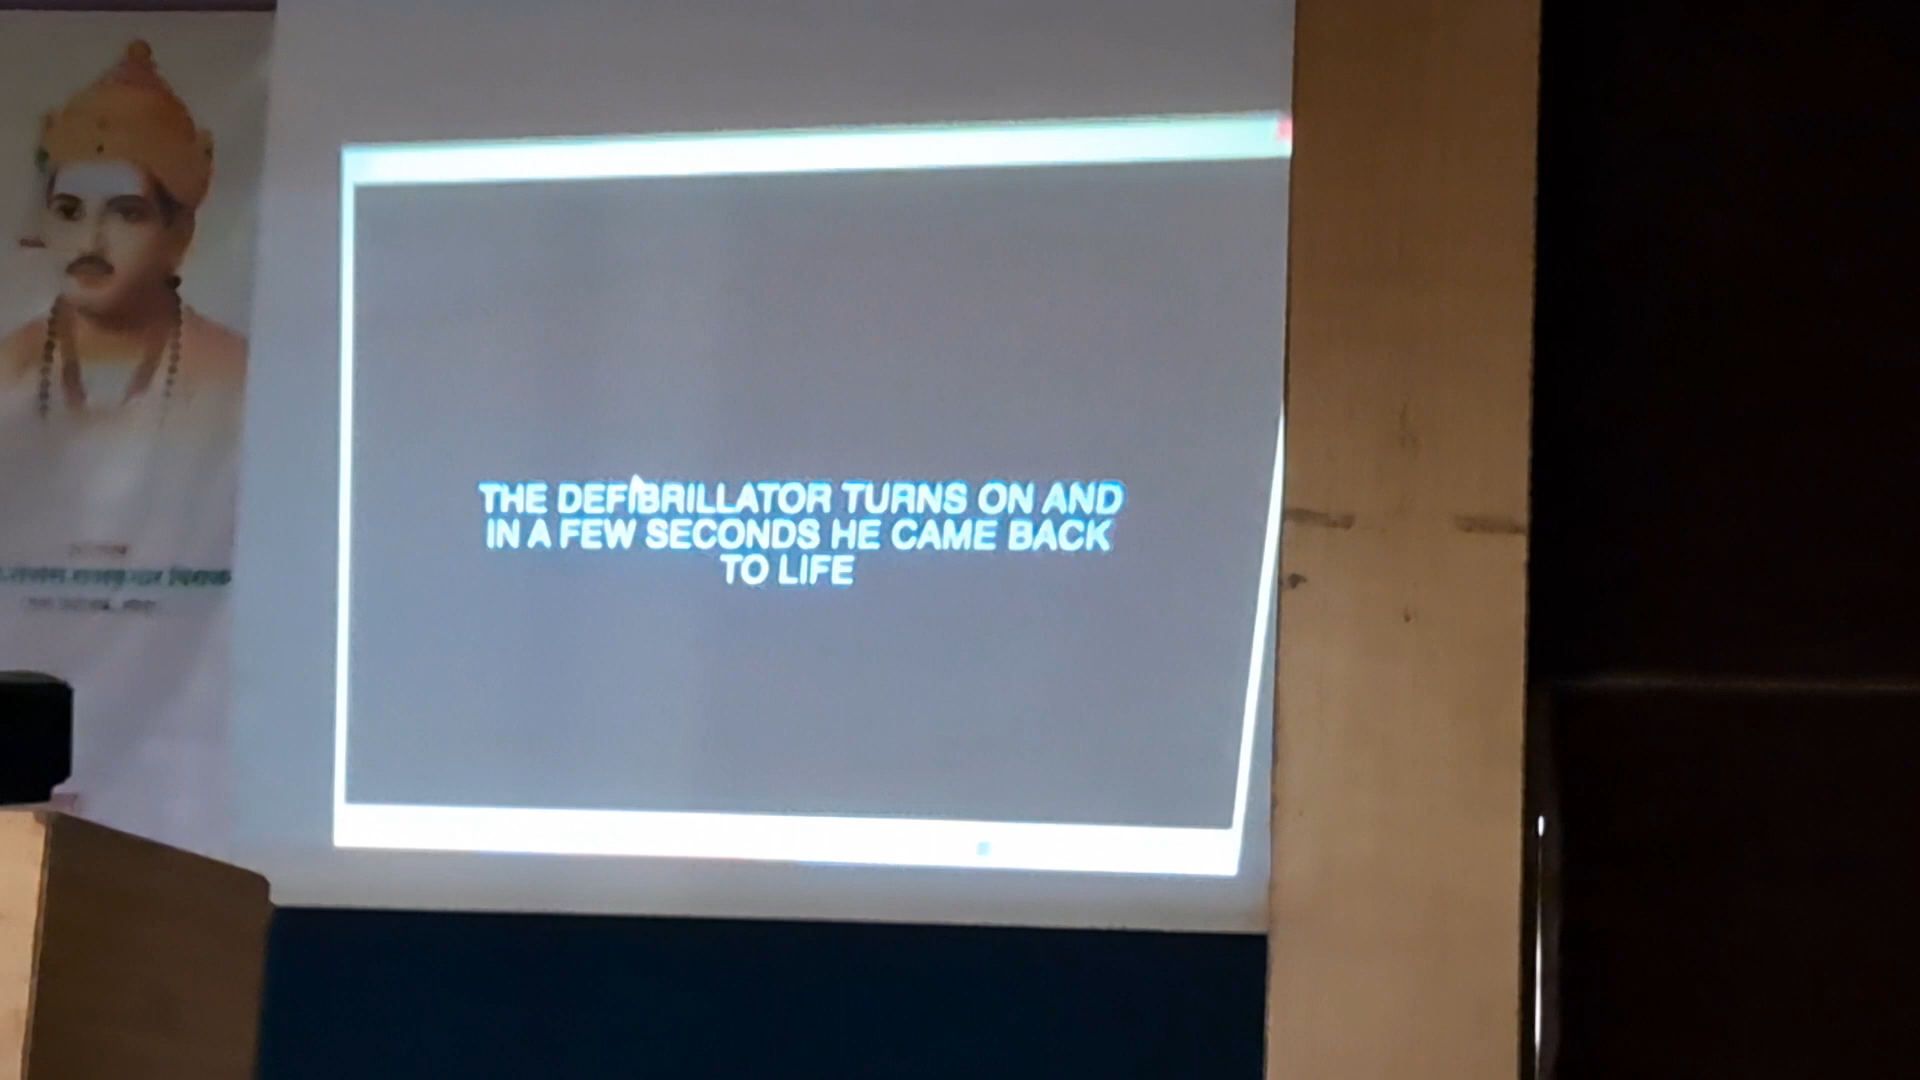 THE DEFIBRILLATOR TURNS ON AND
IN A FEW SECONDS HE CAME BACK
TO LIFE